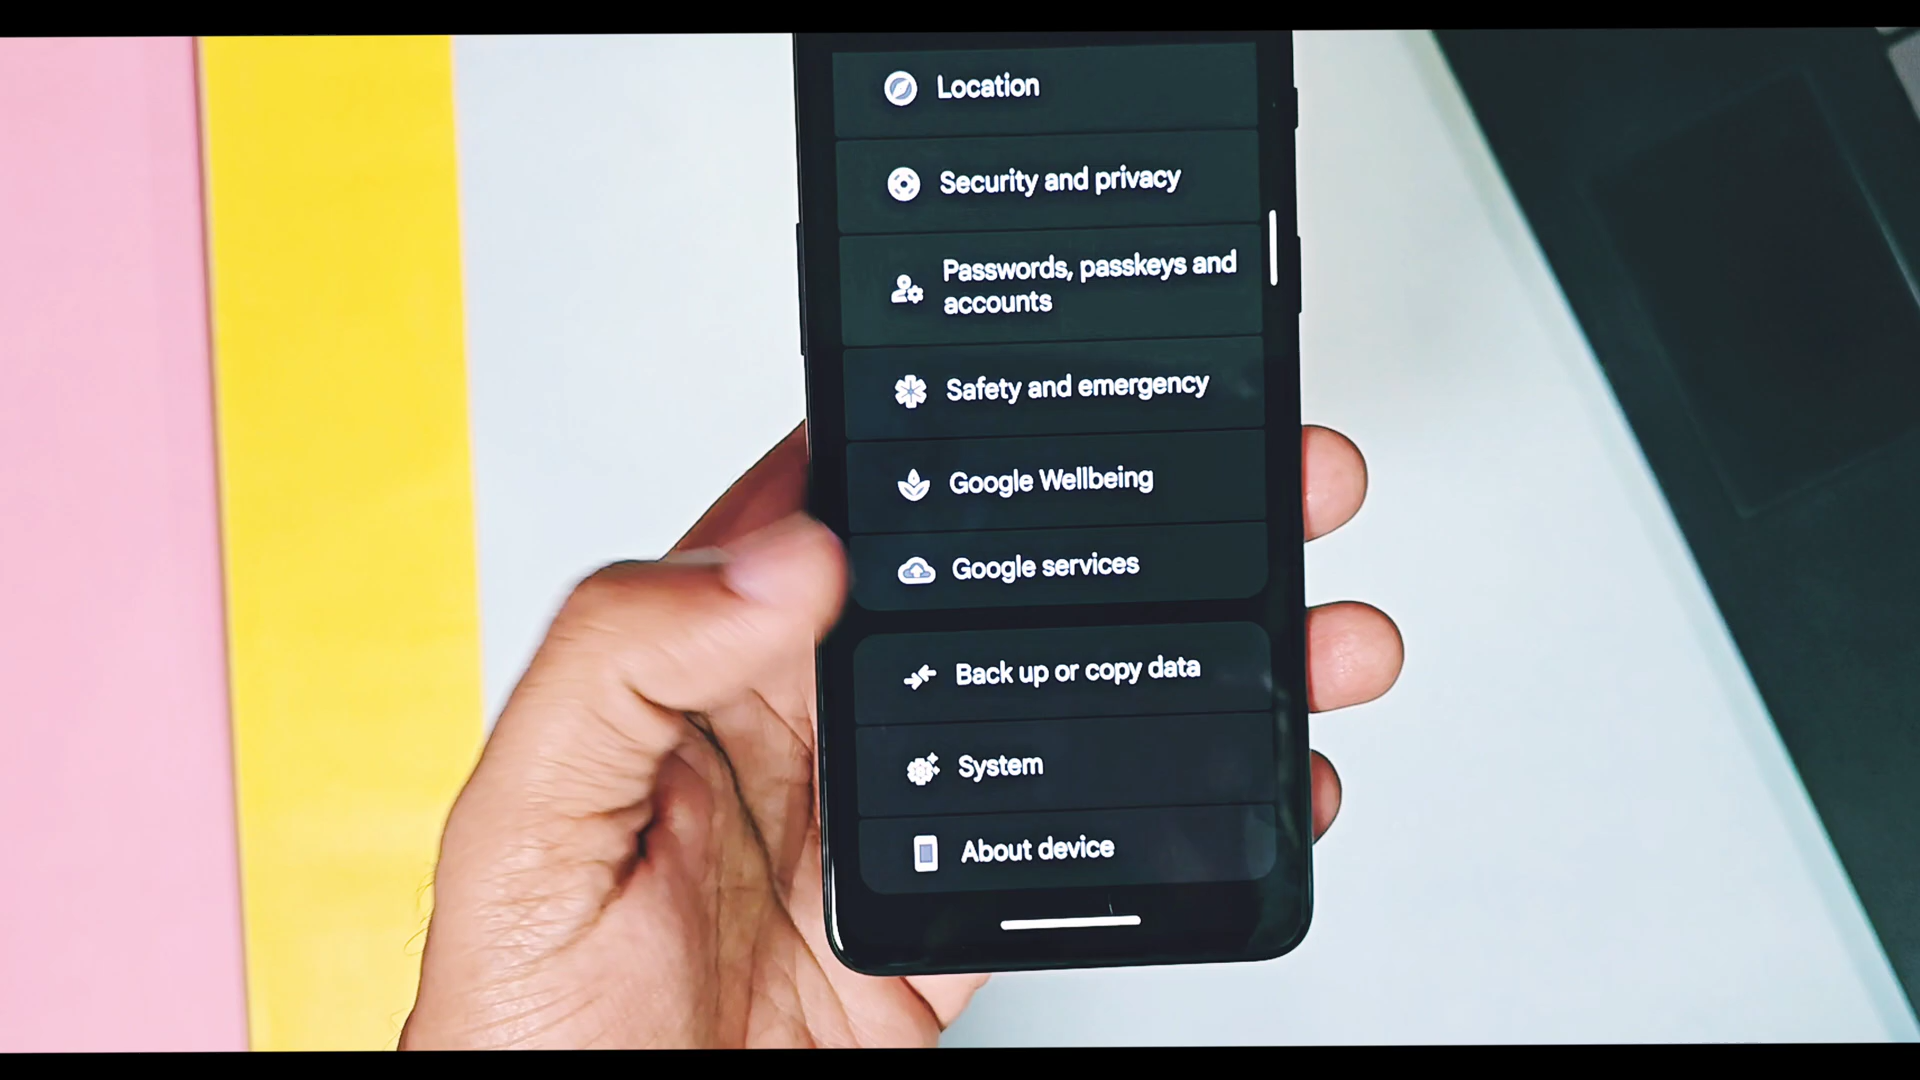 Location
Security and privacy
Passwords, passkeys and
accounts
Safety and emergency
Google Wellbeing
Google services
Back up or copy data
System
About device